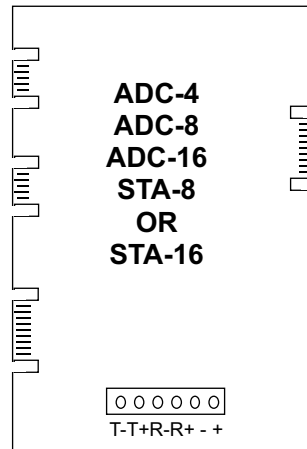 ADC-4
ADC-8
ADC-16
STA-8
OR
STA-16
T-T+R-R+ - +